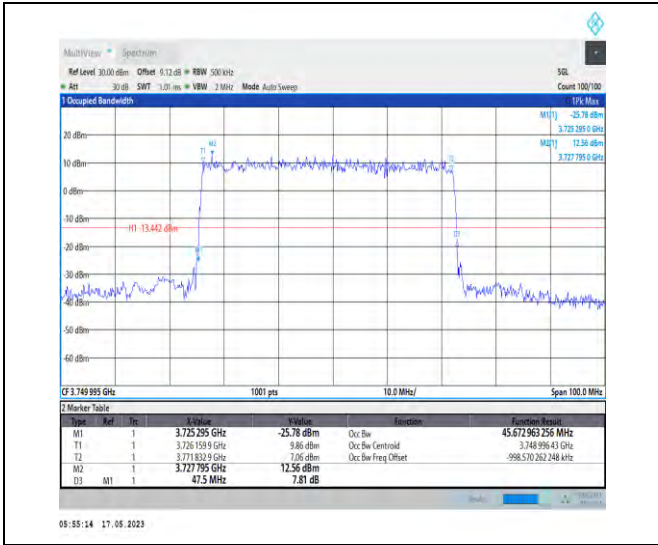 MultiView Spectrum
Ref Level 30.00 dBm Offset 9.12 dB RBW 500 kHz SGL
Att 30 dB SWT 1.01 ms VBW 2 MHz Mode Auto Sweep Count 100/100
1 Occupied Bandwidth 1Pk Max
M1[1] -25.78 dBm
3.725 295 0 GHz
M2[1] 12.56 dBm
3.727 795 0 GHz
20 dBm
M2
T1
T2
10 dBm
0 dBm
-10 dBm
H1 -13.442 dBm
D3
-20 dBm
-30 dBm
-40 dBm
-50 dBm
-60 dBm
CF 3.749 995 GHz 1001 pts 10.0 MHz/ Span 100.0 MHz
2 Marker Table
Type Ref Trc X-Value Y-Value Function Function Result
M1 1 3.725 295 GHz -25.78 dBm Occ Bw 45.672 963 256 MHz
T1 1 3.726 159 9 GHz 9.86 dBm Occ Bw Centroid 3.748 996 43 GHz
T2 1 3.771 832 9 GHz 7.06 dBm Occ Bw Freq Offset -998.570 262 248 kHz
M2 1 3.727 795 GHz 12.56 dBm
D3 M1 1 47.5 MHz 7.81 dB
05:55:14 17.05.2023